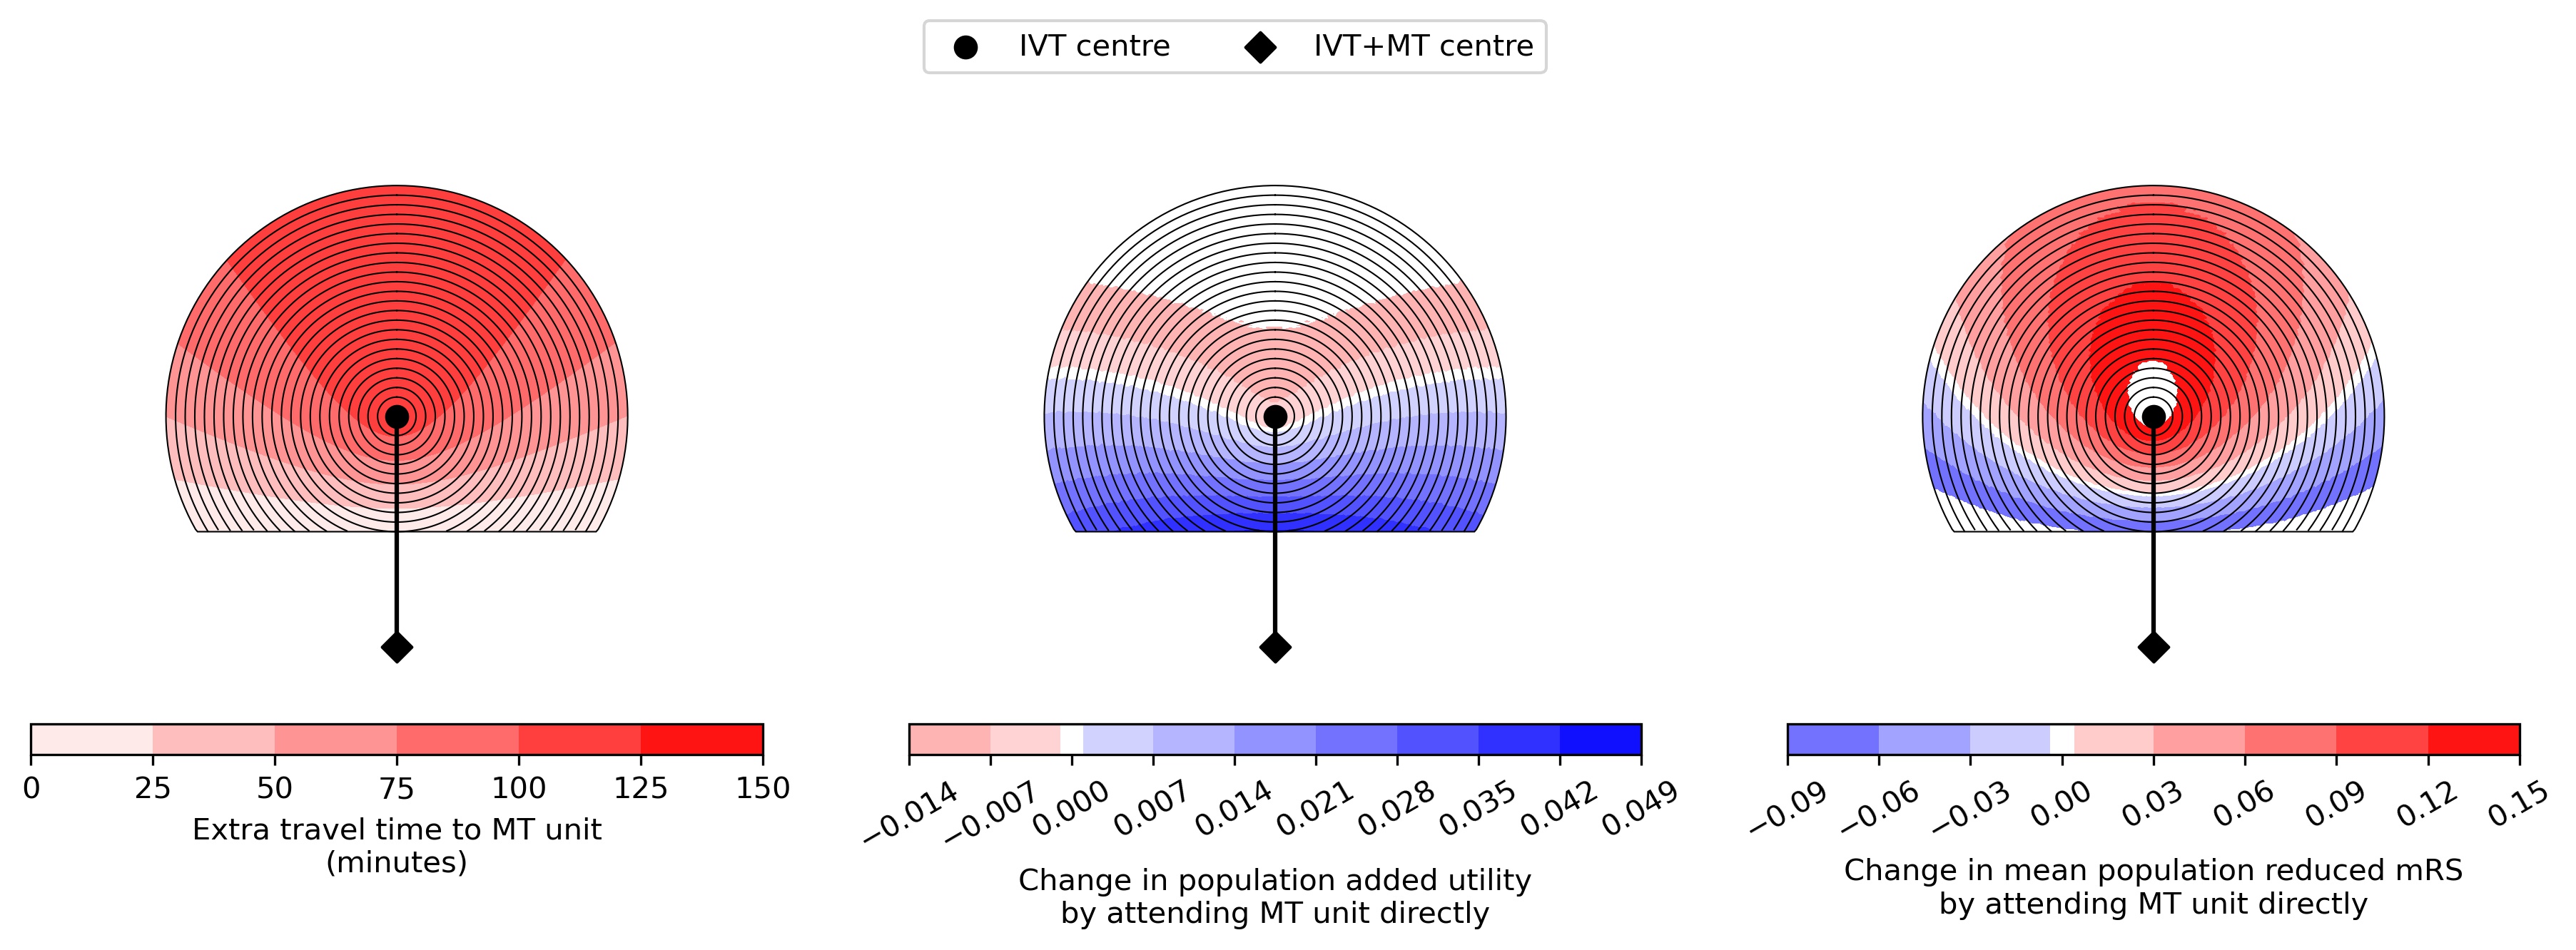 IVT centre IVT+MT centre
0 25 50 75 100 125 150
Extra travel time to MT unit
(minutes)
−0.014 −0.007 0.000 0.007 0.014 0.021 0.028 0.035 0.042 0.049
Change in population added utility
by attending MT unit directly
−0.09 −0.06 −0.03 0.00 0.03 0.06 0.09 0.12 0.15
Change in mean population reduced mRS
by attending MT unit directly